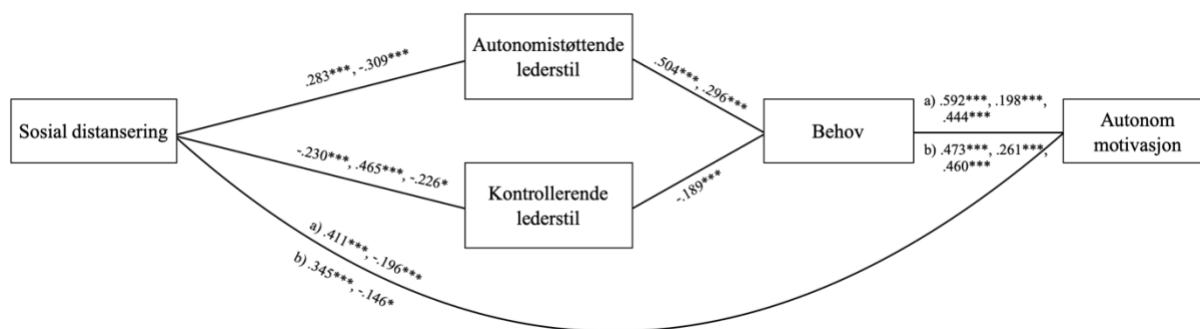 Sosial distansering
.283***, -.309***
-.230***, .465***, -.226*
a) .411***, -.196***
b) .345***, -.146*
Autonomistøttende
lederstil
Kontrollerende
lederstil
.504***, .296***
-.189***
Behov
a) .592***, .198***,
.444***
b) .473***, .261***,
.460***
Autonom
motivasjon